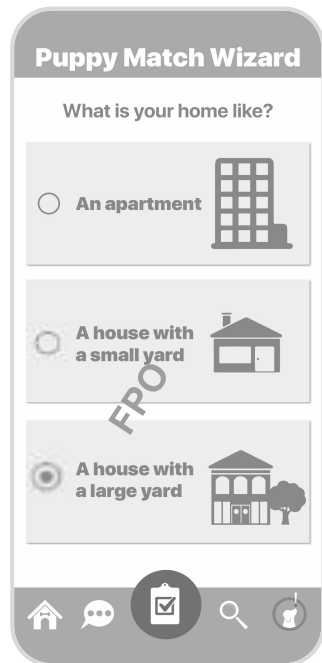 Puppy Match Wizard
What is your home like?
An apartment
A house with
a small yard
FPO
A house with
a large yard